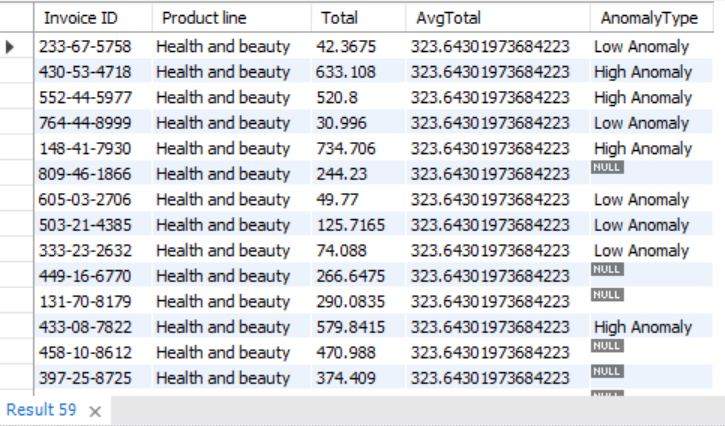 Invoice ID Product line Total AvgTotal AnomalyType
233-67-5758 Health and beauty 42.3675 323.64301973684223 Low Anomaly
430-53-4718 Health and beauty 633.108 323.64301973684223 High Anomaly
552-44-5977 Health and beauty 520.8 323.64301973684223 High Anomaly
764-44-8999 Health and beauty 30.996 323.64301973684223 Low Anomaly
148-41-7930 Health and beauty 734.706 323.64301973684223 High Anomaly
809-46-1866 Health and beauty 244.23 323.64301973684223 NULL
605-03-2706 Health and beauty 49.77 323.64301973684223 Low Anomaly
503-21-4385 Health and beauty 125.7165 323.64301973684223 Low Anomaly
333-23-2632 Health and beauty 74.088 323.64301973684223 Low Anomaly
449-16-6770 Health and beauty 266.6475 323.64301973684223 NULL
131-70-8179 Health and beauty 290.0835 323.64301973684223 NULL
433-08-7822 Health and beauty 579.8415 323.64301973684223 High Anomaly
458-10-8612 Health and beauty 470.988 323.64301973684223 NULL
397-25-8725 Health and beauty 374.409 323.64301973684223 NULL
Result 59